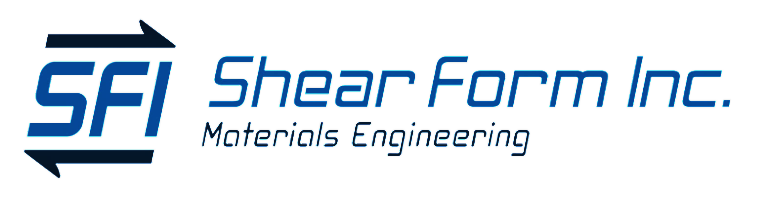 SFI
Shear Form Inc.
Materials Engineering